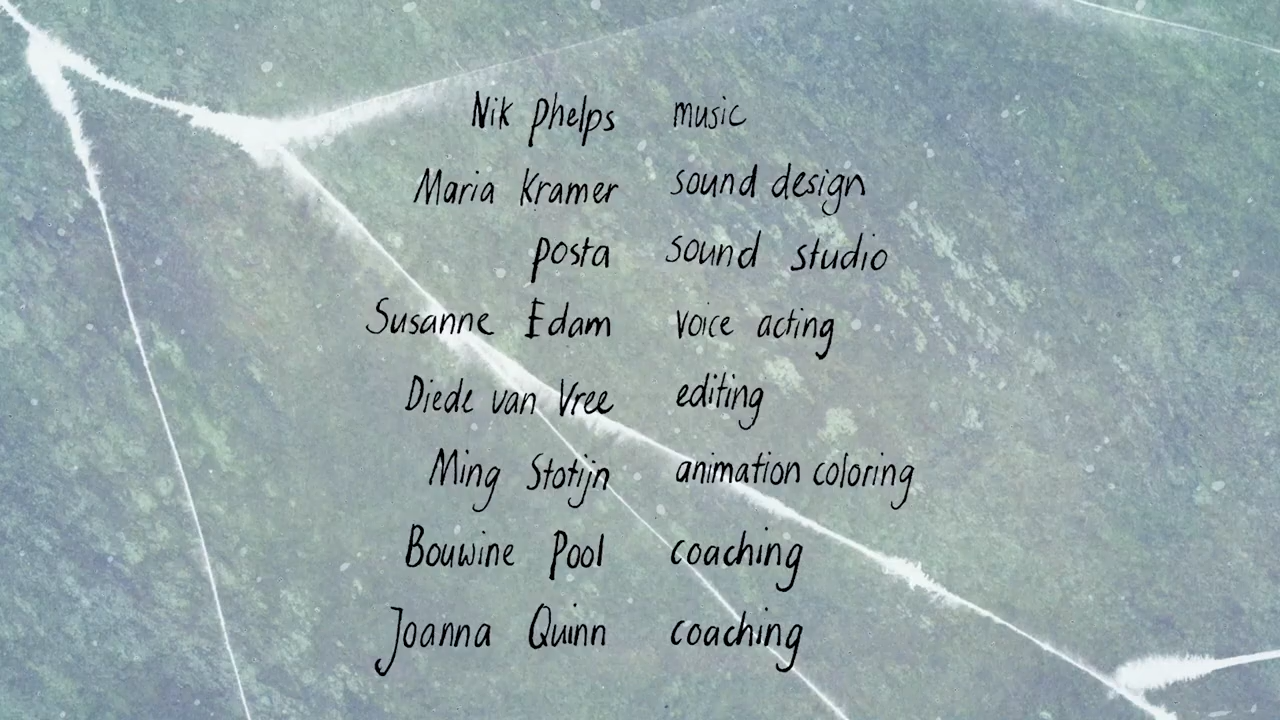 Nik Phelps music
Maria Kramer sound design
posta sound studio
Susanne Edam voice acting
Diede van Vree editing
Ming Stotijn animation coloring
Bouwine Pool coaching
Joanna Quinn coaching